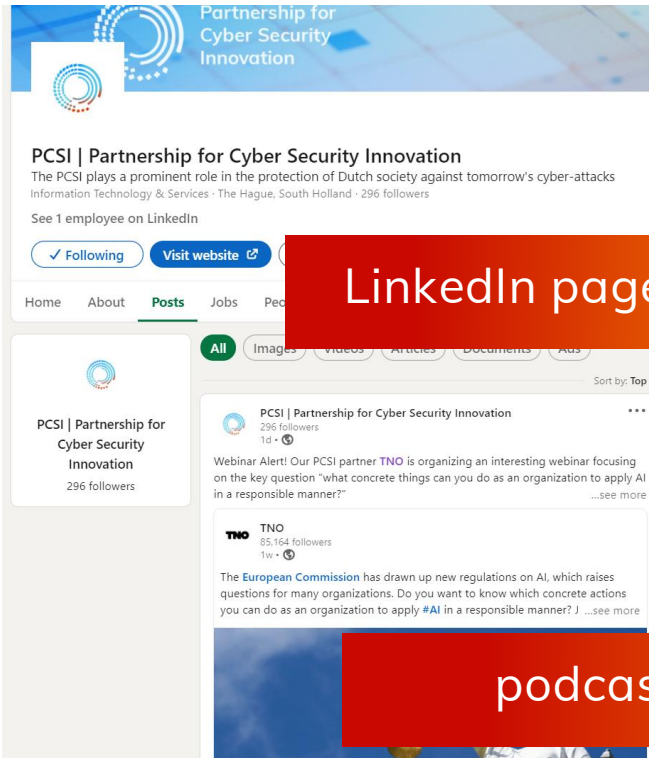 Partnership for
Cyber Security
Innovation
PCSI | Partnership for Cyber Security Innovation
The PCSI plays a prominent role in the protection of Dutch society against tomorrow's cyber-attacks
Information Technology & Services · The Hague, South Holland · 296 followers
See 1 employee on LinkedIn
✓ Following
Visit website
LinkedIn page
Home
About
Posts
Jobs
All
Images
Videos
Articles
Documents
Ads
Sort by: Top
PCSI | Partnership for
Cyber Security
Innovation
296 followers
PCSI | Partnership for Cyber Security Innovation
296 followers
1d •
Webinar Alert! Our PCSI partner TNO is organizing an interesting webinar focusing
on the key question "what concrete things can you do as an organization to apply AI
in a responsible manner?" ...see more
TNO
TNO
85,164 followers
1w •
The European Commission has drawn up new regulations on AI, which raises
questions for many organizations. Do you want to know which concrete actions
you can do as an organization to apply #AI in a responsible manner? J ...see more
podcas